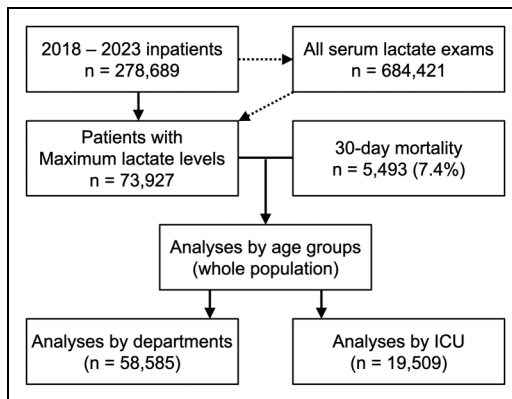 2018 – 2023 inpatients
n = 278,689
All serum lactate exams
n = 684,421
Patients with
Maximum lactate levels
n = 73,927
30-day mortality
n = 5,493 (7.4%)
Analyses by age groups
(whole population)
Analyses by departments
(n = 58,585)
Analyses by ICU
(n = 19,509)